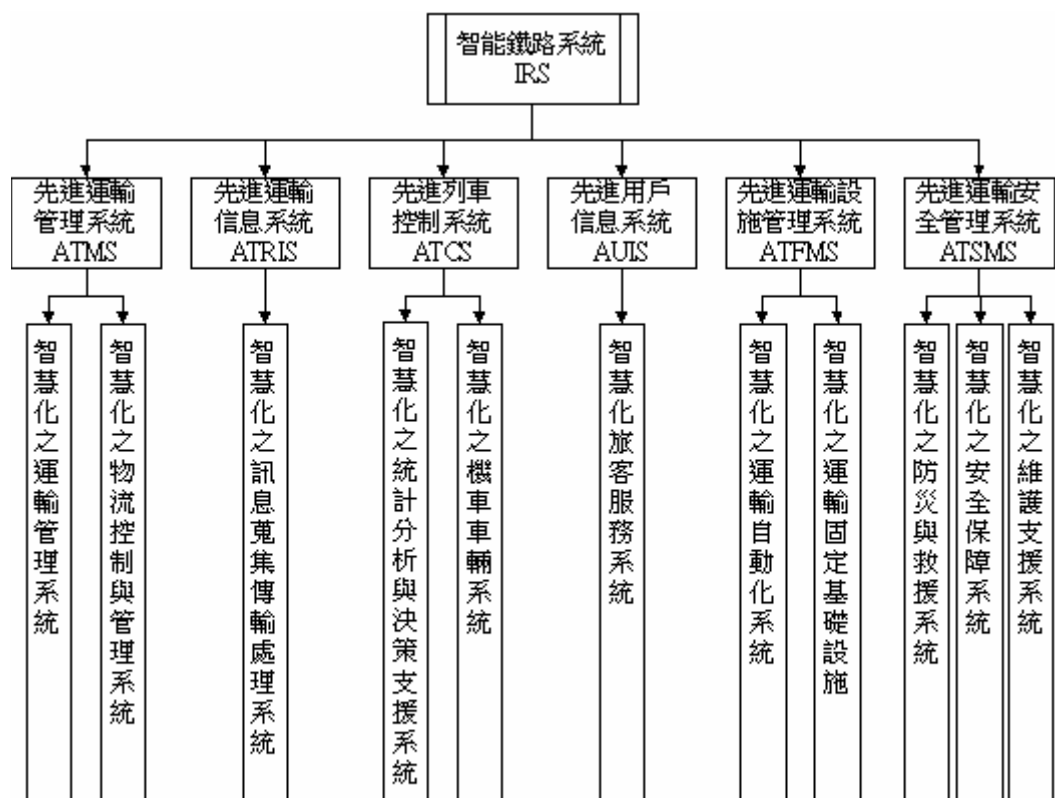 智能鐵路系統
IRS
先進運輸
管理系統
ATMS
先進運輸
信息系統
ATRIS
先進列車
控制系統
ATCS
先進用戶
信息系統
AUIS
先進運輸設
施管理系統
ATFMS
先進運輸安
全管理系統
ATSMS
智慧化之運輸管理系統
智慧化之物流控制與管理系統
智慧化之訊息蒐集傳輸處理系統
智慧化之統計分析與決策支援系統
智慧化之機車車輛系統
智慧化旅客服務系統
智慧化之運輸自動化系統
智慧化之運輸固定基礎設施
智慧化之防災與救援系統
智慧化之安全保障系統
智慧化之維護支援系統